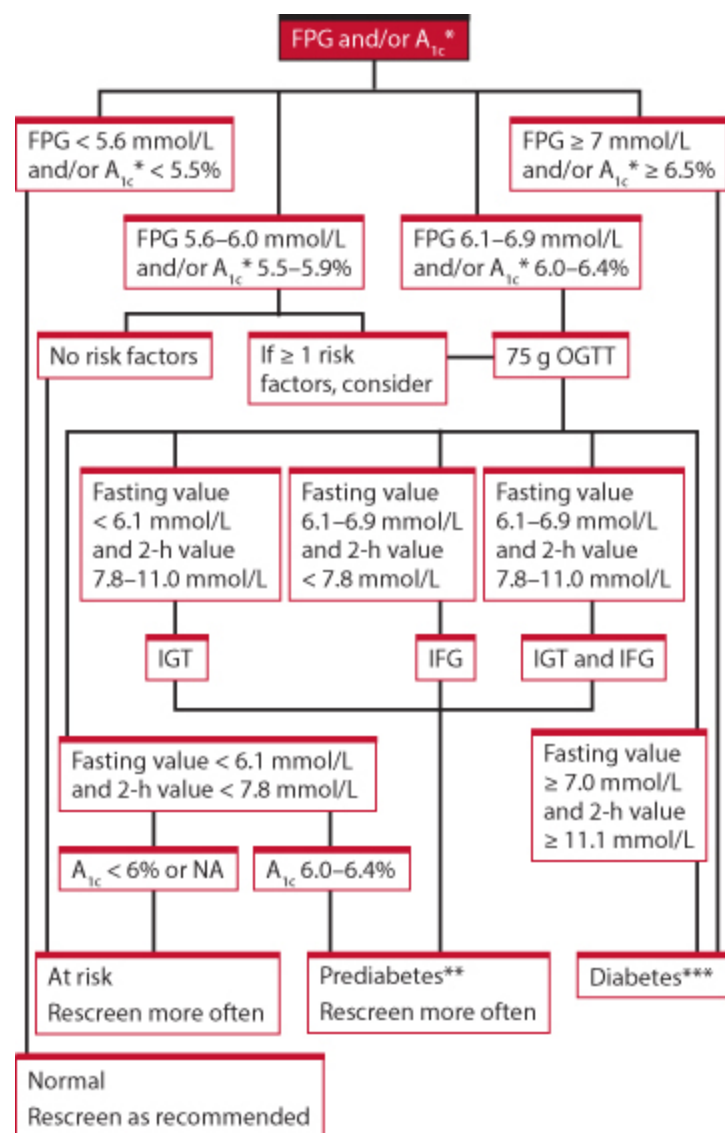 FPG and/or A1c*
FPG < 5.6 mmol/L
and/or A1c* < 5.5%
FPG ≥ 7 mmol/L
and/or A1c* ≥ 6.5%
FPG 5.6–6.0 mmol/L
and/or A1c* 5.5–5.9%
FPG 6.1–6.9 mmol/L
and/or A1c* 6.0–6.4%
No risk factors
If ≥ 1 risk
factors, consider
75 g OGTT
Fasting value
< 6.1 mmol/L
and 2-h value
7.8–11.0 mmol/L
Fasting value
6.1–6.9 mmol/L
and 2-h value
< 7.8 mmol/L
Fasting value
6.1–6.9 mmol/L
and 2-h value
7.8–11.0 mmol/L
IGT
IFG
IGT and IFG
Fasting value < 6.1 mmol/L
and 2-h value < 7.8 mmol/L
Fasting value
≥ 7.0 mmol/L
and 2-h value
≥ 11.1 mmol/L
A1c < 6% or NA
A1c 6.0–6.4%
At risk
Rescreen more often
Prediabetes**
Rescreen more often
Diabetes***
Normal
Rescreen as recommended